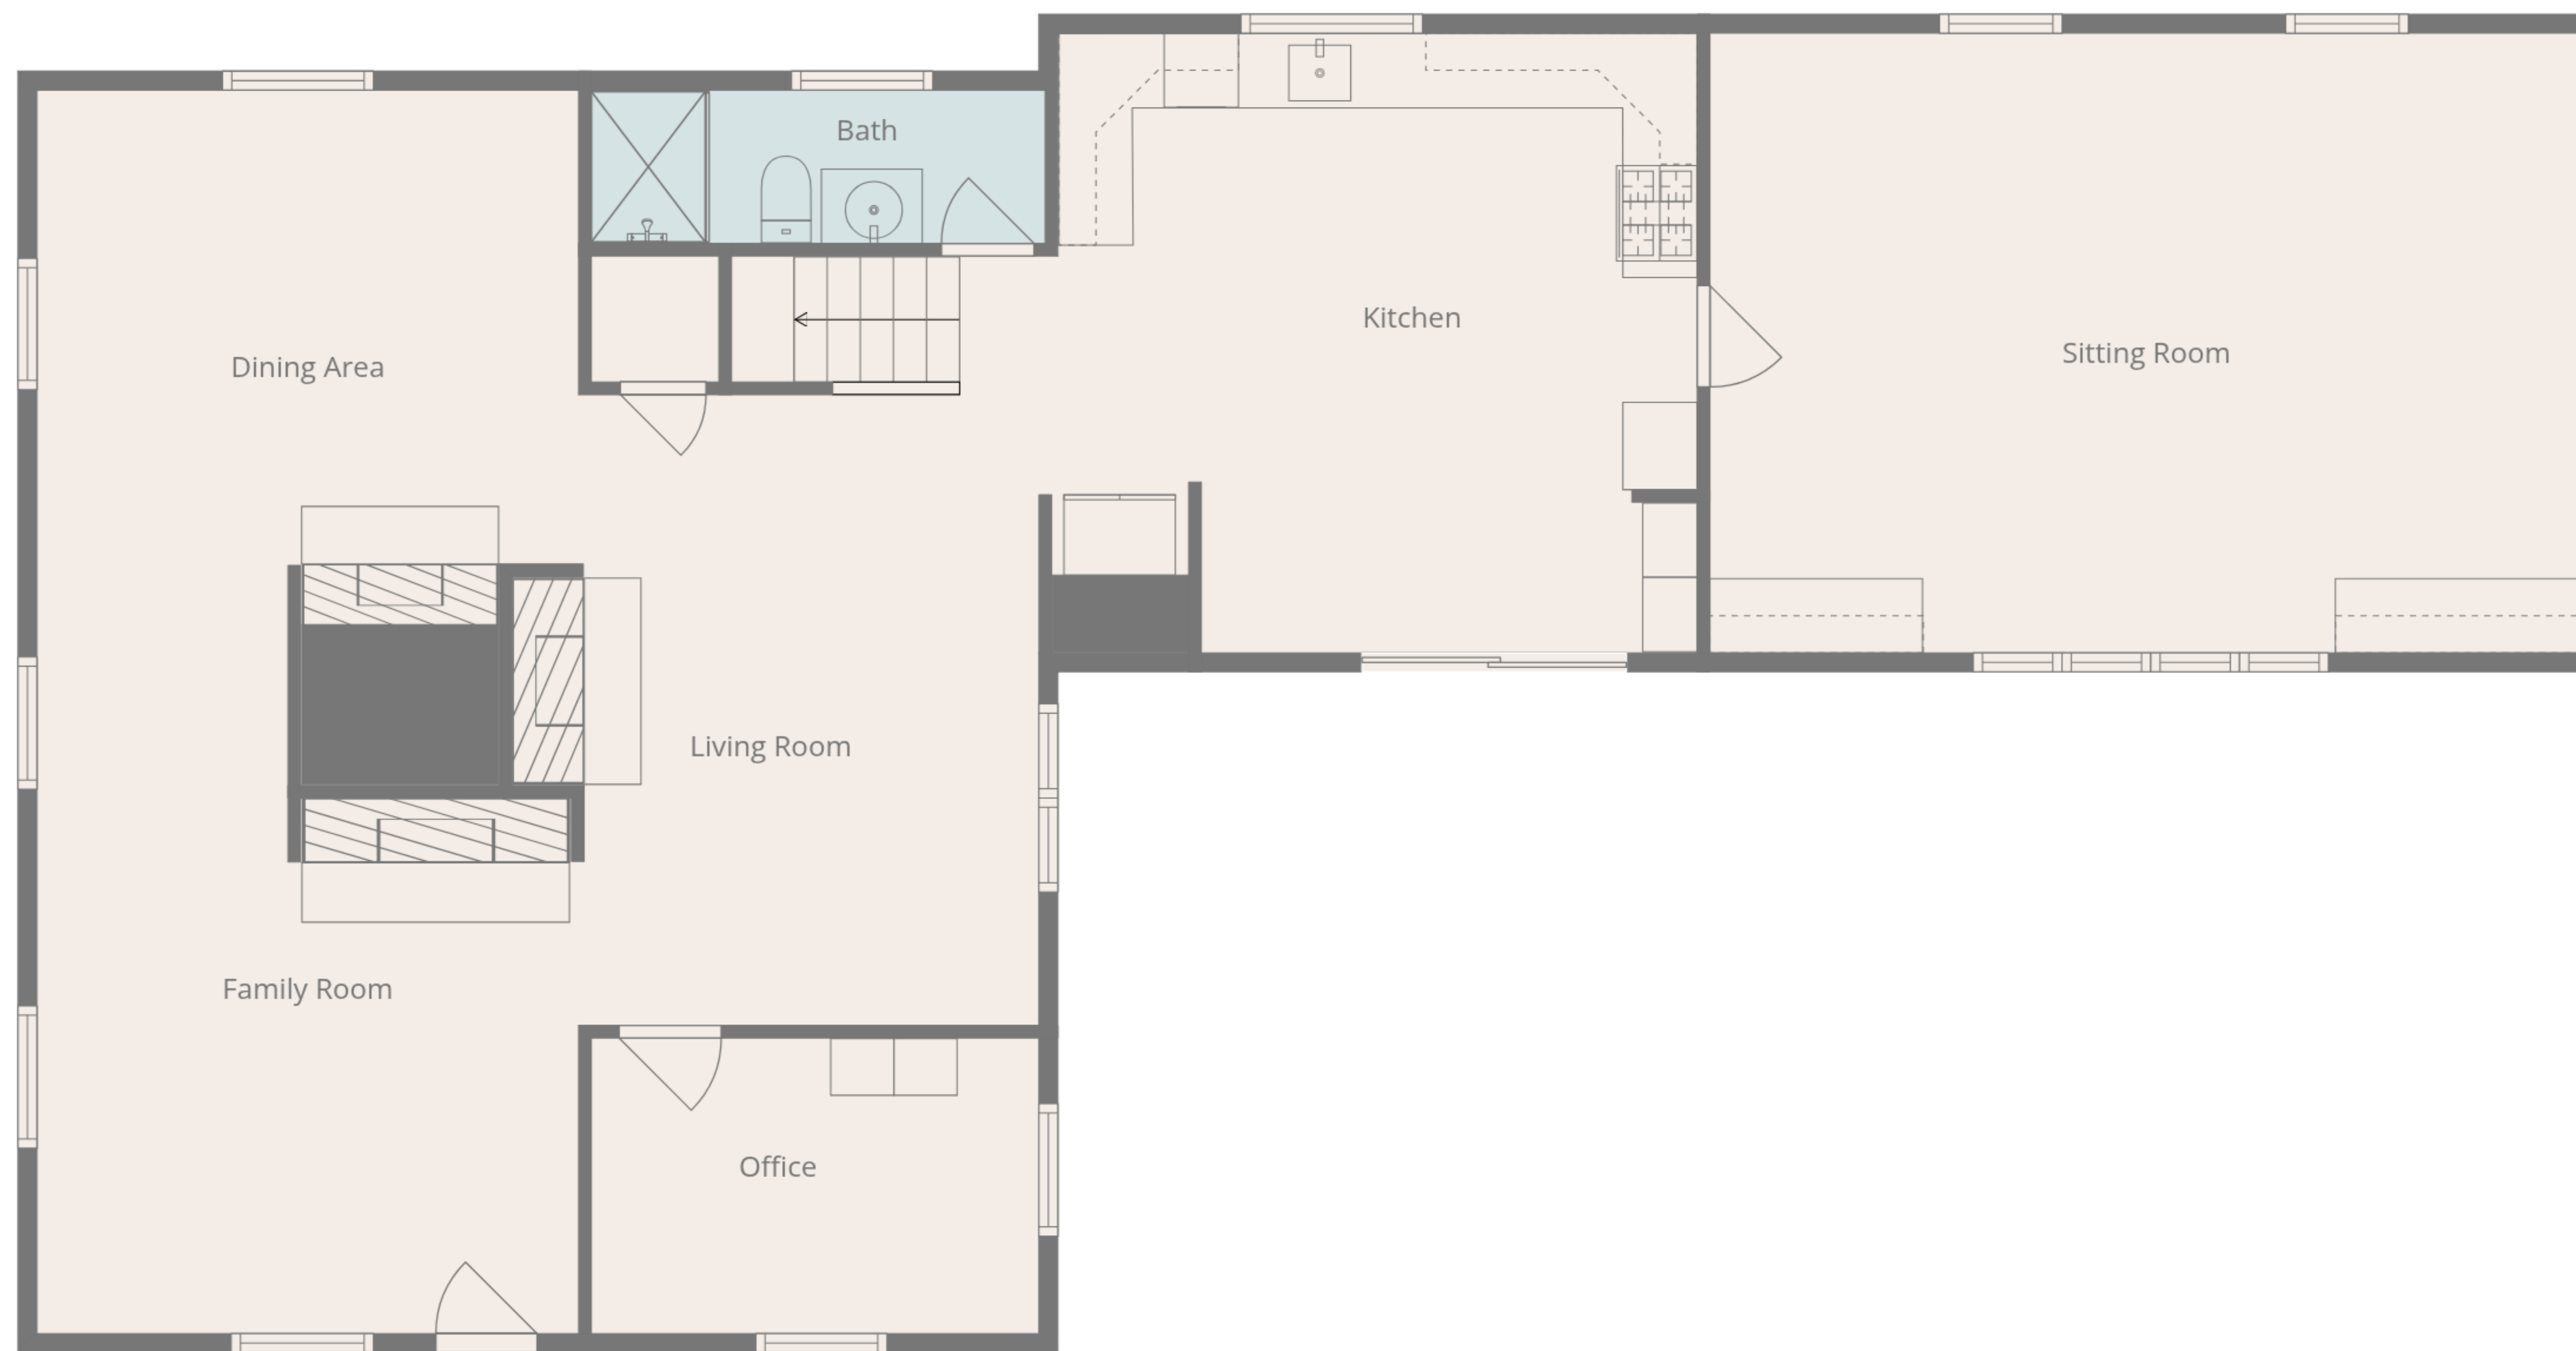 Bath
Kitchen
Sitting Room
Dining Area
Living Room
Family Room
Office